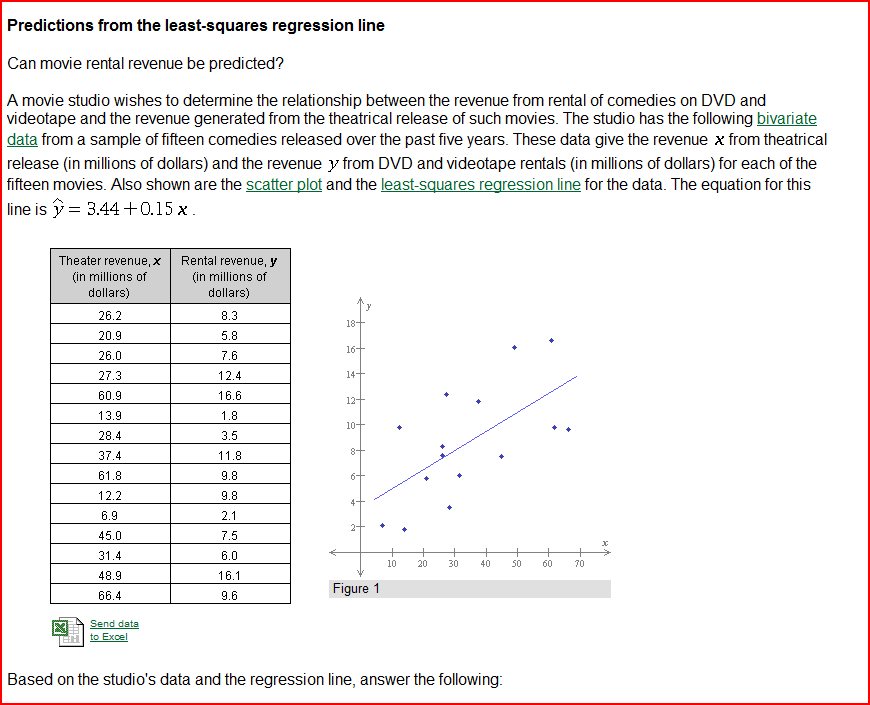 Predictions from the least-squares regression line
Can movie rental revenue be predicted?
A movie studio wishes to determine the relationship between the revenue from rental of comedies on DVD and
videotape and the revenue generated from the theatrical release of such movies. The studio has the following bivariate
data from a sample of fifteen comedies released over the past five years. These data give the revenue x from theatrical
release (in millions of dollars) and the revenue y from DVD and videotape rentals (in millions of dollars) for each of the
fifteen movies. Also shown are the scatter plot and the least-squares regression line for the data. The equation for this
line is ŷ = 3.44 + 0.15 x .
Theater revenue, x Rental revenue, y
(in millions of (in millions of
dollars) dollars)
26.2 8.3
20.9 5.8
26.0 7.6
27.3 12.4
60.9 16.6
13.9 1.8
28.4 3.5
37.4 11.8
61.8 9.8
12.2 9.8
6.9 2.1
45.0 7.5
31.4 6.0
48.9 16.1
66.4 9.6
y
18
16
14
12
10
8
6
4
2
x
10 20 30 40 50 60 70
Figure 1
Send data
to Excel
Based on the studio's data and the regression line, answer the following: